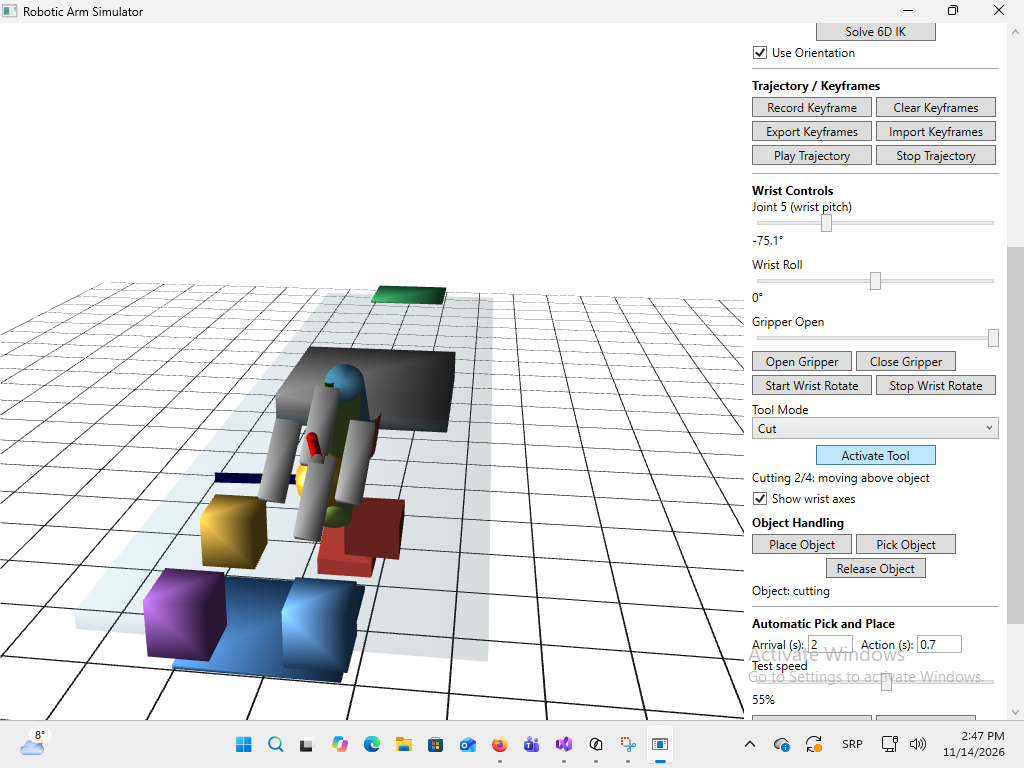 Robotic Arm Simulator
Solve 6D IK
Use Orientation
Trajectory / Keyframes
Record Keyframe Clear Keyframes
Export Keyframes Import Keyframes
Play Trajectory Stop Trajectory
Wrist Controls
Joint 5 (wrist pitch)
-75.1°
Wrist Roll
0°
Gripper Open
Open Gripper Close Gripper
Start Wrist Rotate Stop Wrist Rotate
Tool Mode
Cut
Activate Tool
Cutting 2/4: moving above object
Show wrist axes
Object Handling
Place Object Pick Object
Release Object
Object: cutting
Automatic Pick and Place
Arrival (s): 2 Action (s): 0.7
Activate Windows
Test speed
Go to Settings to activate Windows.
55%
8°
SRP
2:47 PM
11/14/2026